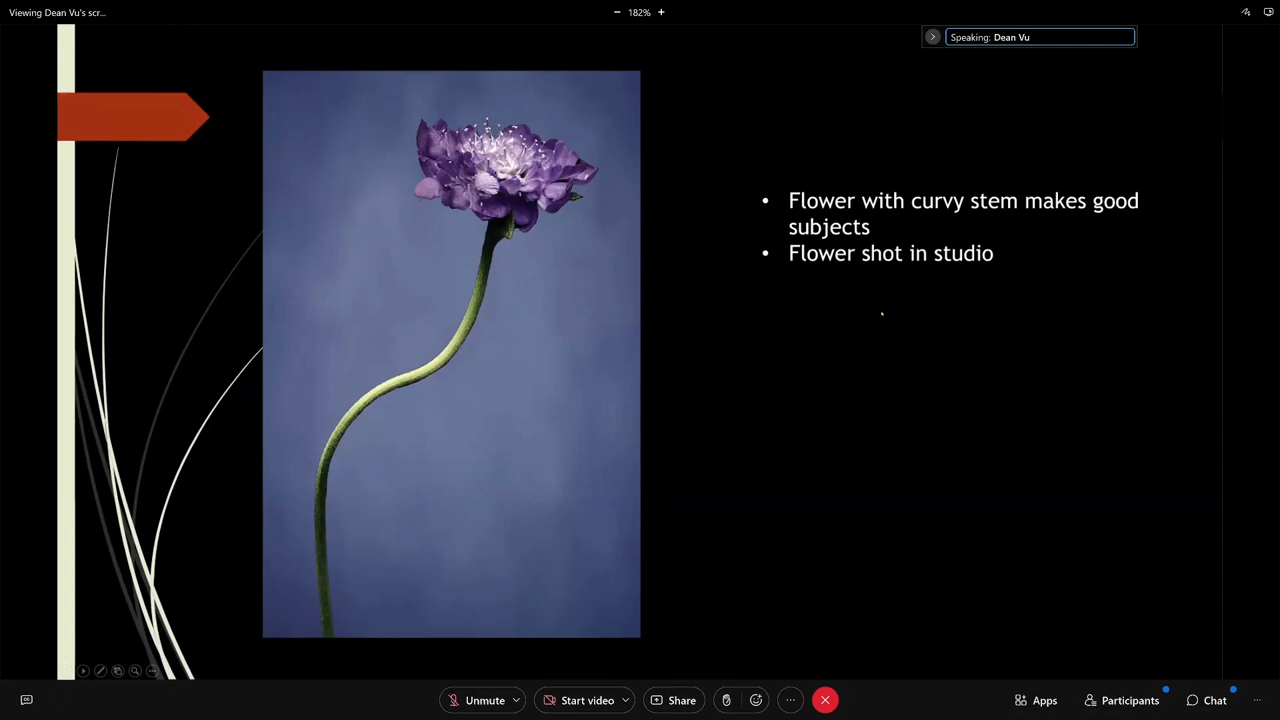 Viewing Dean Vu's scr...
182%
Speaking: Dean Vu
• Flower with curvy stem makes good
subjects
• Flower shot in studio
Unmute
Start video
Share
Apps
Participants
Chat